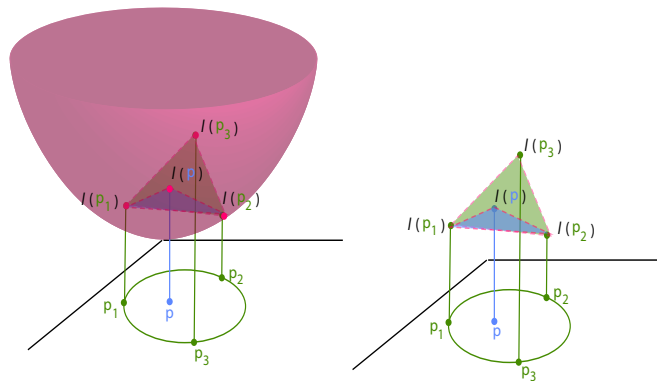 l(p₃)
l(p)
l(p₁)
l(p₂)
p₂
p₁
p
p₃
l(p₃)
l(p)
l(p₁)
l(p₂)
p₂
p₁
p
p₃